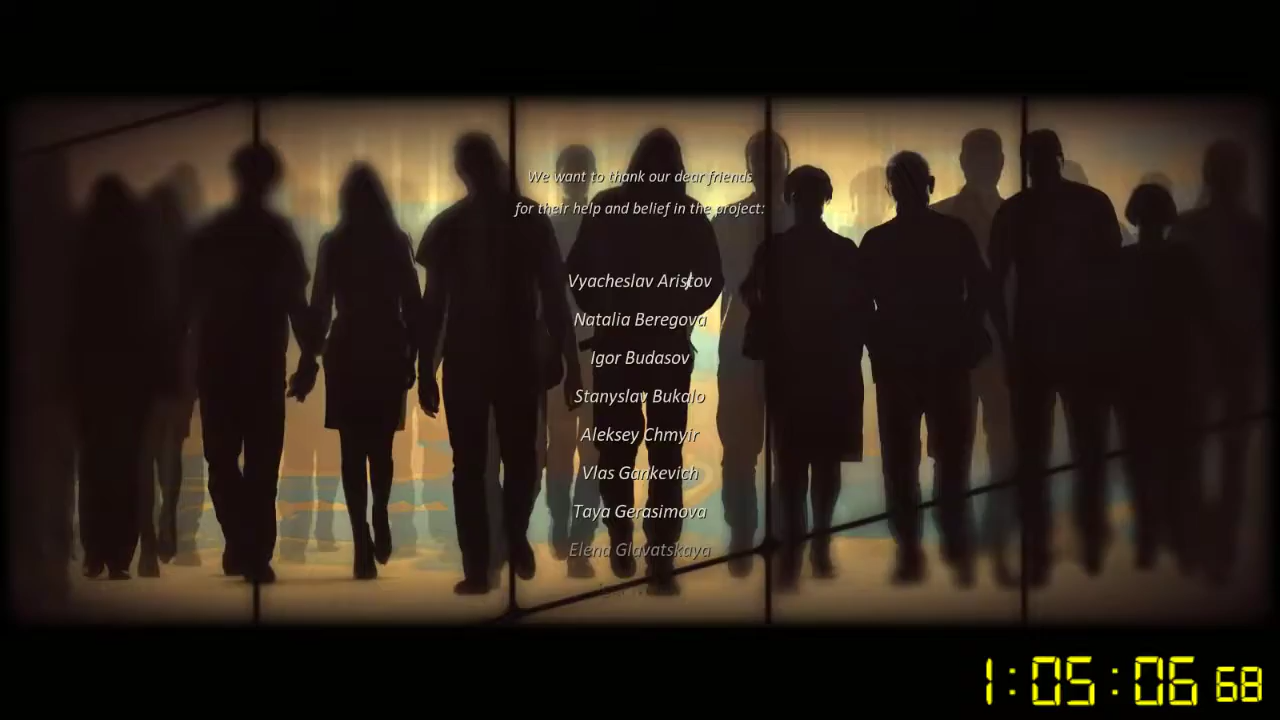 We want to thank our dear friends
for their help and belief in the project:
Vyacheslav Aristov
Natalia Beregova
Igor Budasov
Stanyslav Bukalo
Aleksey Chmyir
Vlas Gankevich
Taya Gerasimova
Elena Glavatskaya
1:05:06 68